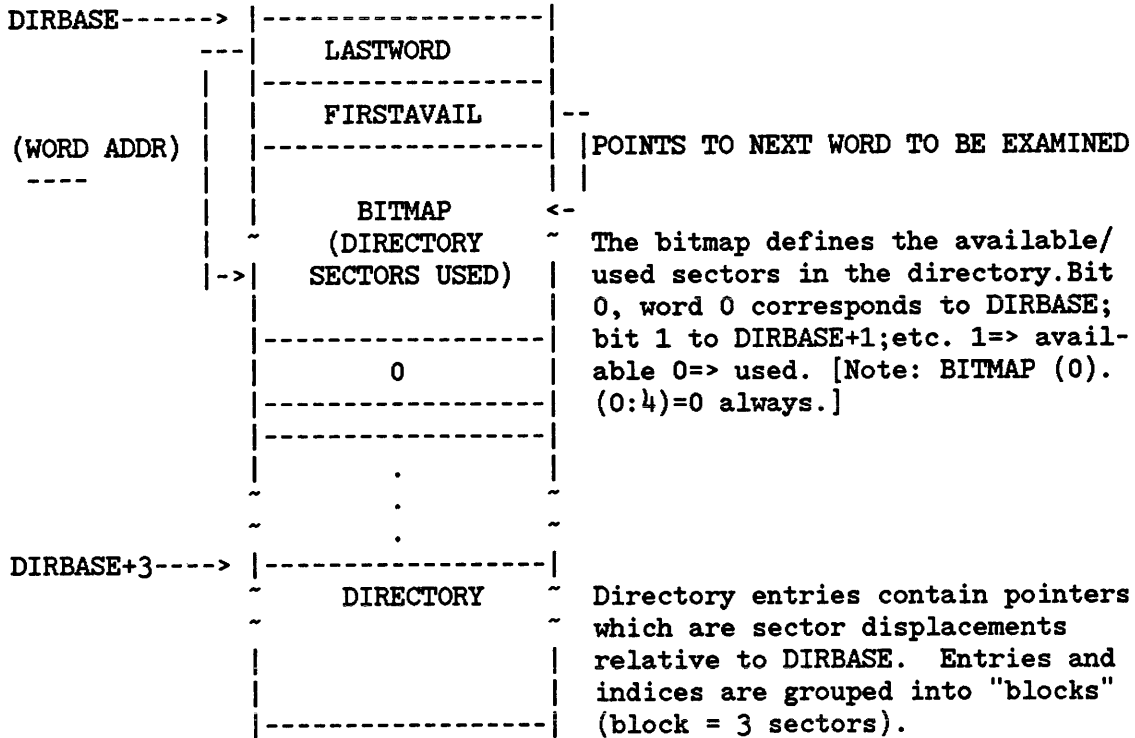 DIRBASE------> |------------------|
---| LASTWORD |
|------------------|
| FIRSTAVAIL |--
(WORD ADDR) |------------------| |POINTS TO NEXT WORD TO BE EXAMINED
----
BITMAP <-
(DIRECTORY ~ The bitmap defines the available/
|->| SECTORS USED) | used sectors in the directory.Bit
0, word 0 corresponds to DIRBASE;
|------------------| bit 1 to DIRBASE+1;etc. 1=> avail-
| 0 | able 0=> used. [Note: BITMAP (0).
|------------------| (0:4)=0 always.]
|------------------|
.
.
.
DIRBASE+3----> |------------------|
~ DIRECTORY ~ Directory entries contain pointers
~ ~ which are sector displacements
| | relative to DIRBASE. Entries and
| | indices are grouped into "blocks"
|------------------| (block = 3 sectors).